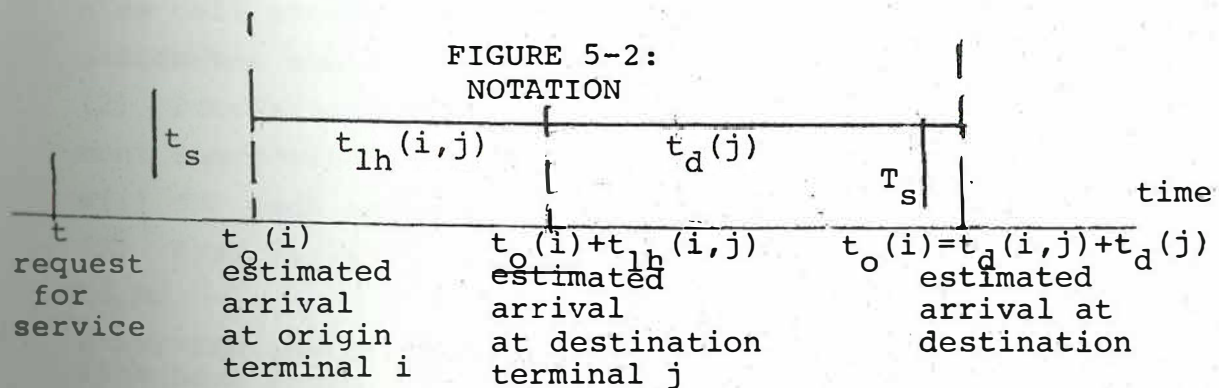 FIGURE 5-2:
NOTATION
t_s
t_lh(i,j)
t_d(j)
T_s
time
t
request
for
service
t_o(i)
estimated
arrival
at origin
terminal i
t_o(i)+t_lh(i,j)
estimated
arrival
at destination
terminal j
t_o(i)=t_d(i,j)+t_d(j)
estimated
arrival at
destination